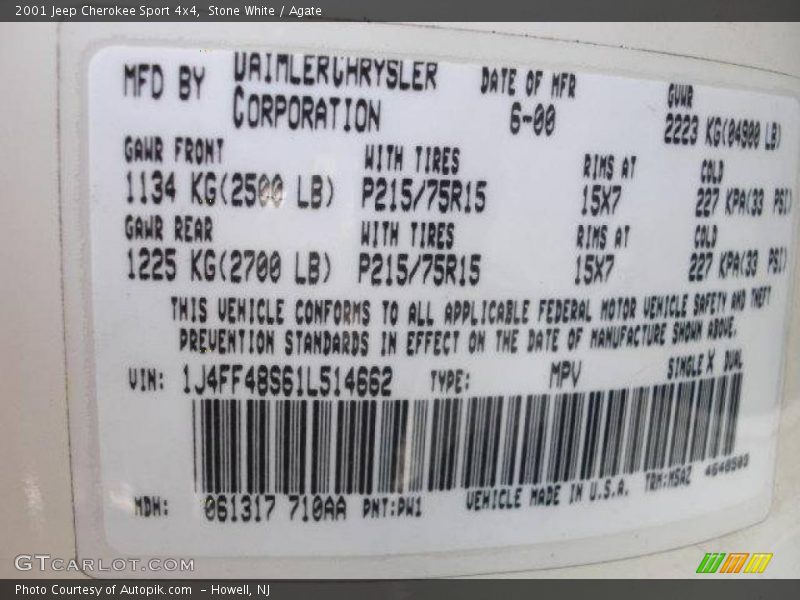 2001 Jeep Cherokee Sport 4x4, Stone White / Agate
MFD BY DAIMLERCHRYSLER CORPORATION DATE OF MFR 6-00 GVWR 2223 KG(04900 LB)
GAWR FRONT WITH TIRES RIMS AT COLD
1134 KG(2500 LB) P215/75R15 15X7 227 KPA(33 PSI)
GAWR REAR WITH TIRES RIMS AT COLD
1225 KG(2700 LB) P215/75R15 15X7 227 KPA(33 PSI)
THIS VEHICLE CONFORMS TO ALL APPLICABLE FEDERAL MOTOR VEHICLE SAFETY AND THEFT
PREVENTION STANDARDS IN EFFECT ON THE DATE OF MANUFACTURE SHOWN ABOVE.
VIN: 1J4FF48S61L514662 TYPE: MPV SINGLE X DUAL
MDH: 061317 710AA PNT:PW1 VEHICLE MADE IN U.S.A. TRM:MSAZ 4648503
GTCARLOT.COM
Photo Courtesy of Autopik.com - Howell, NJ